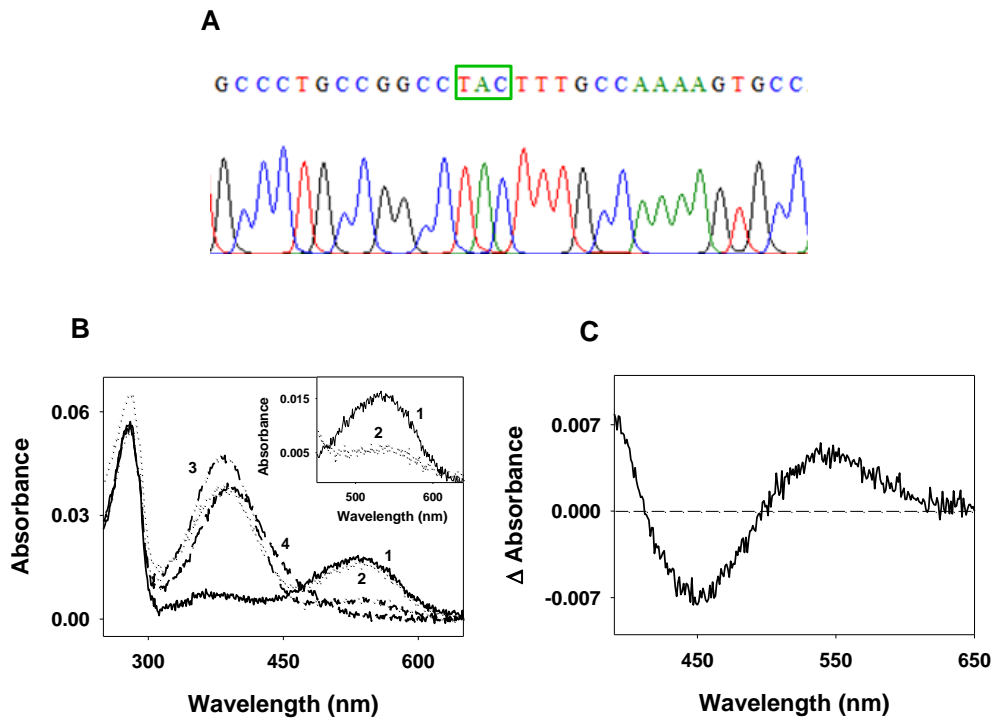 A
GCCCTGCCGGCCTACTTTGCCAAAAGTGCC
B
C
Absorbance
0.06
0.03
0.00
300
450
600
Wavelength (nm)
3
4
1
2
Absorbance
0.015
0.005
1
2
500
600
Wavelength (nm)
Δ Absorbance
0.007
0.000
-0.007
450
550
650
Wavelength (nm)